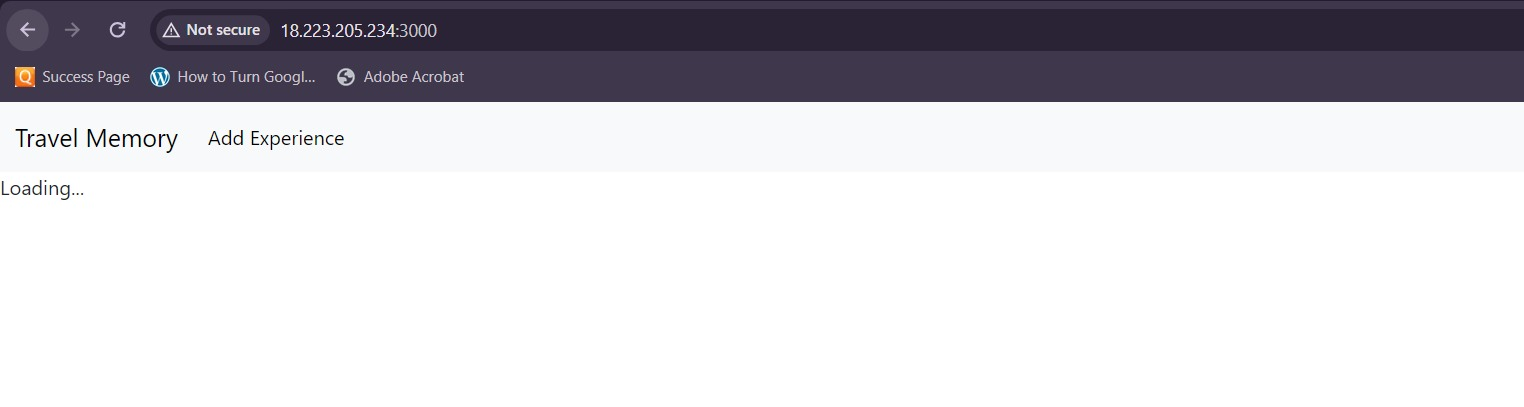 Not secure 18.223.205.234:3000
Success Page How to Turn Googl... Adobe Acrobat
Travel Memory Add Experience
Loading...